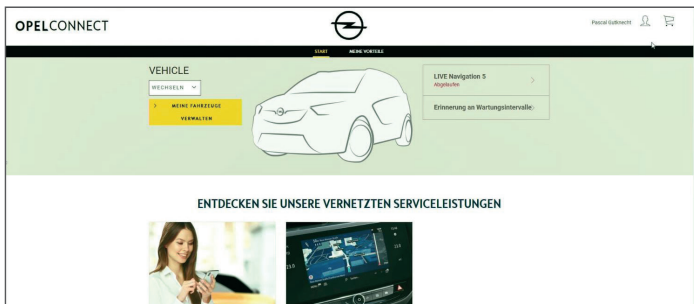 OPELCONNECT
Pascal Gutknecht
START MEINE VORTEILE
VEHICLE
WECHSELN
MEINE FAHRZEUGE
VERWALTEN
LIVE Navigation 5
Abgelaufen
Erinnerung an Wartungsintervalle
ENTDECKEN SIE UNSERE VERNETZTEN SERVICELEISTUNGEN